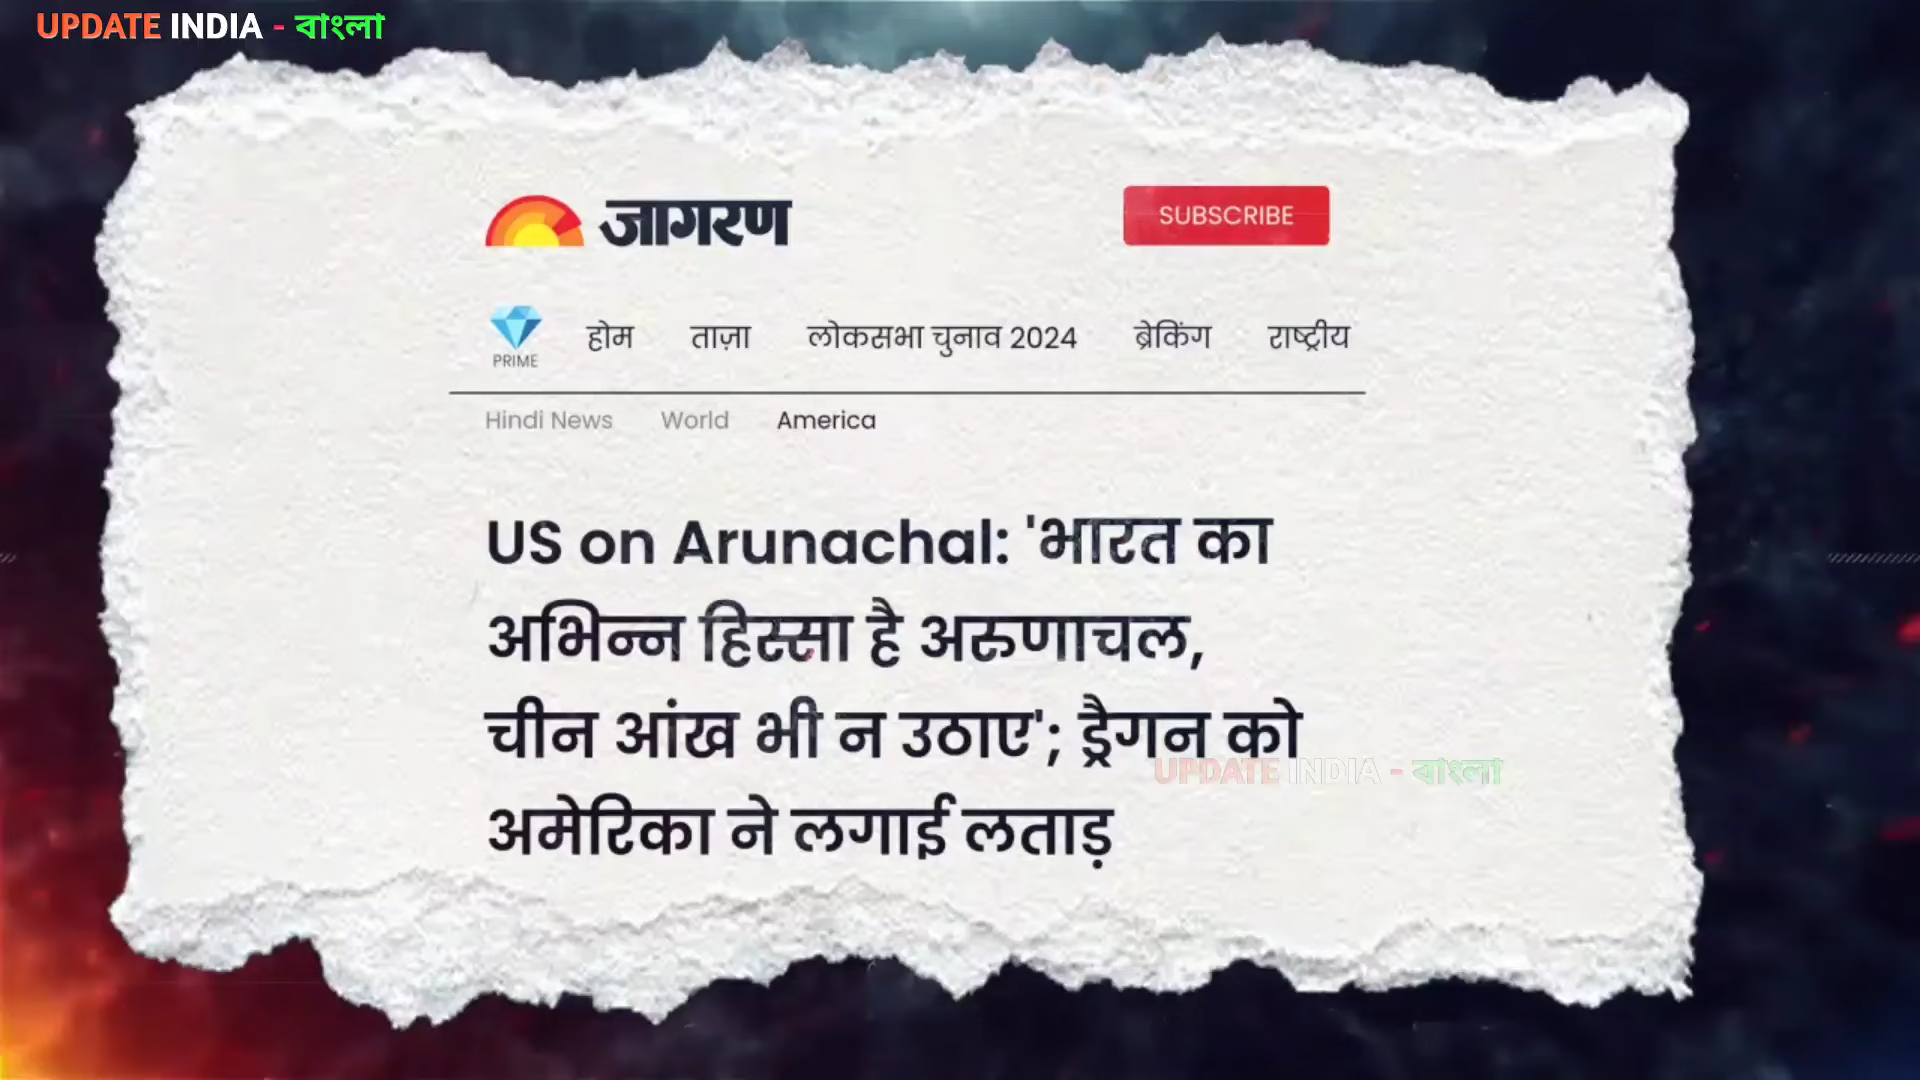 UPDATE INDIA - বাংলা
जागरण
SUBSCRIBE
PRIME
होम ताज़ा लोकसभा चुनाव 2024 ब्रेकिंग राष्ट्रीय
Hindi News World America
US on Arunachal: 'भारत का
अभिन्न हिस्सा है अरुणाचल,
चीन आंख भी न उठाए'; ड्रैगन को
UPDATE INDIA - বাংলা
अमेरिका ने लगाई लताड़